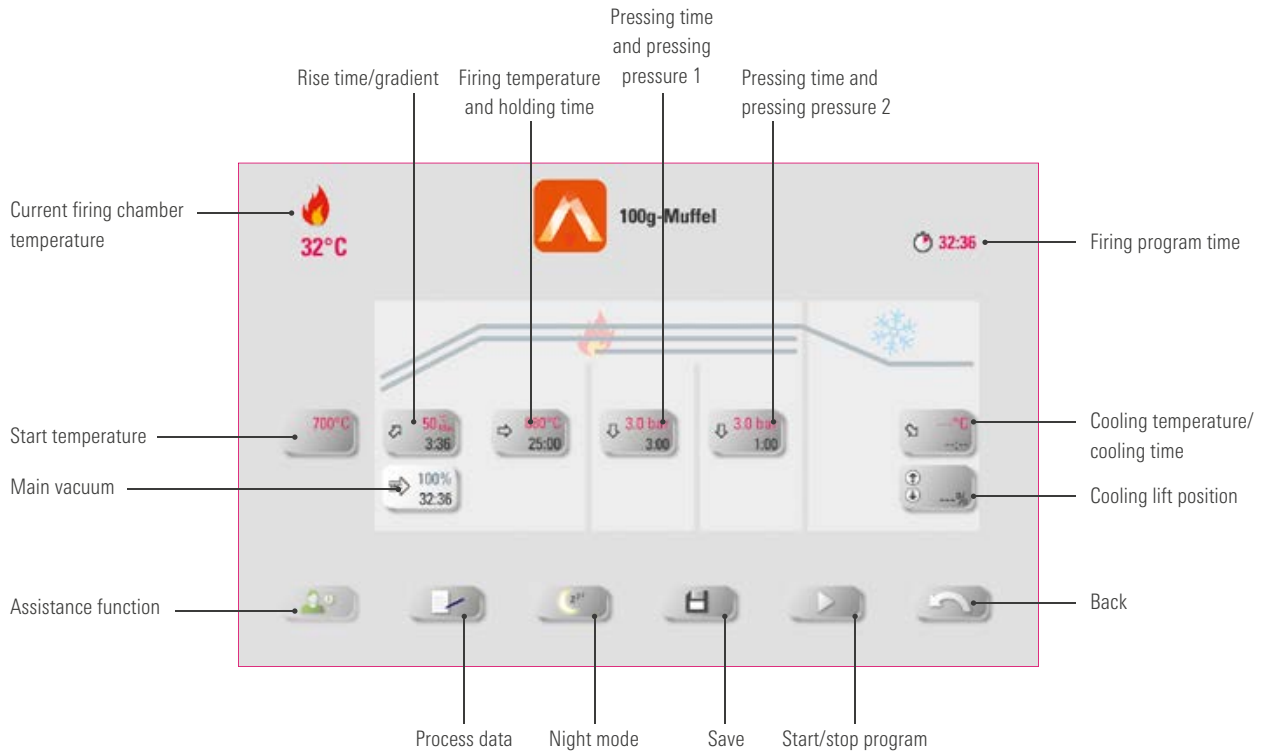 Pressing time
and pressing
pressure 1
Rise time/gradient
Firing temperature
and holding time
Pressing time and
pressing pressure 2
Current firing chamber
temperature
32°C
100g-Muffel
32:36
Firing program time
Start temperature
700°C
50
3:36
25:00
3.0 bar
3:00
3.0 bar
1:00
--°C
--:--
Cooling temperature/
cooling time
Main vacuum
100%
32:36
---%
Cooling lift position
Assistance function
Back
Process data
Night mode
Save
Start/stop program